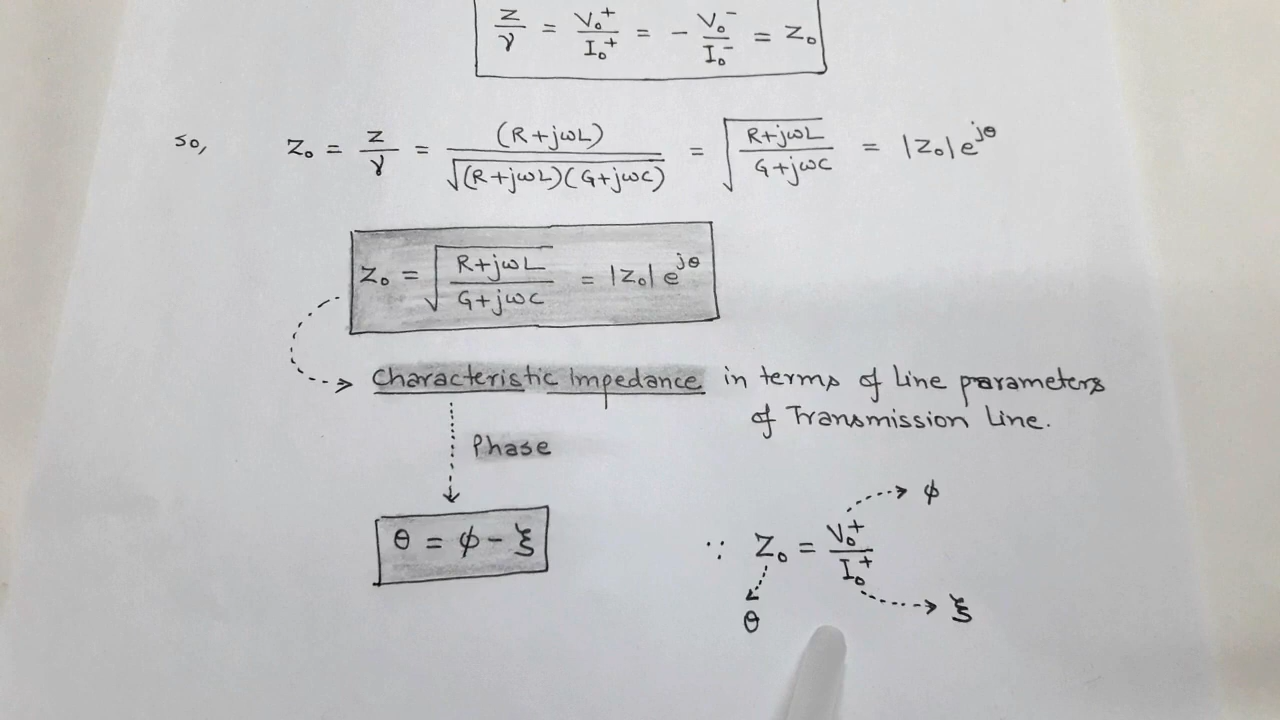 Z/γ = V₀⁺/I₀⁺ = - V₀⁻/I₀⁻ = Z₀
so, Z₀ = Z/γ = (R+jωL)/√(R+jωL)(G+jωC) = √(R+jωL)/(G+jωC) = |Z₀|e^jθ
Z₀ = √(R+jωL)/(G+jωC) = |Z₀|e^jθ
Characteristic Impedance in terms of Line parameters
of Transmission Line.
Phase
θ = ϕ - ξ
∵ Z₀ = V₀⁺/I₀⁺
ϕ
θ
ξ